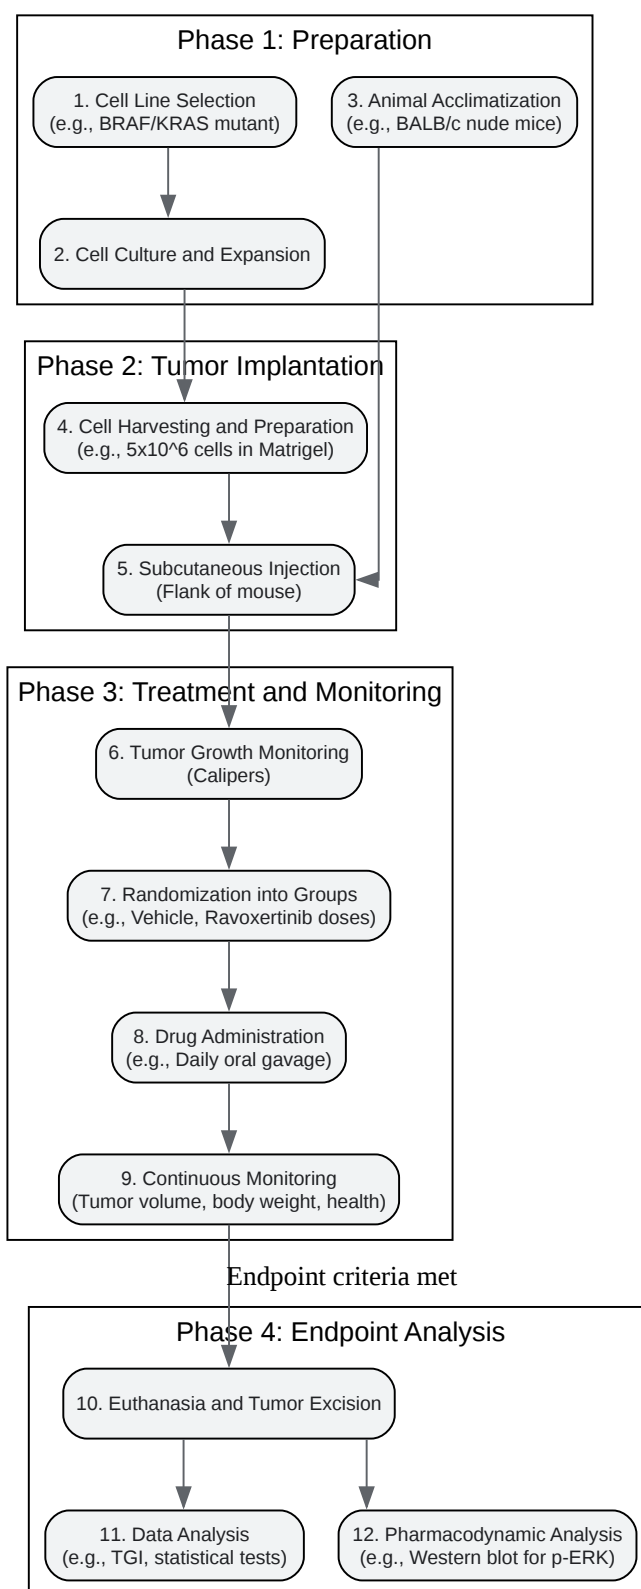 Phase 1: Preparation
1. Cell Line Selection
(e.g., BRAF/KRAS mutant)
3. Animal Acclimatization
(e.g., BALB/c nude mice)
2. Cell Culture and Expansion
Phase 2: Tumor Implantation
4. Cell Harvesting and Preparation
(e.g., 5x10^6 cells in Matrigel)
5. Subcutaneous Injection
(Flank of mouse)
Phase 3: Treatment and Monitoring
6. Tumor Growth Monitoring
(Calipers)
7. Randomization into Groups
(e.g., Vehicle, Ravoxertinib doses)
8. Drug Administration
(e.g., Daily oral gavage)
9. Continuous Monitoring
(Tumor volume, body weight, health)
Endpoint criteria met
Phase 4: Endpoint Analysis
10. Euthanasia and Tumor Excision
11. Data Analysis
(e.g., TGI, statistical tests)
12. Pharmacodynamic Analysis
(e.g., Western blot for p-ERK)